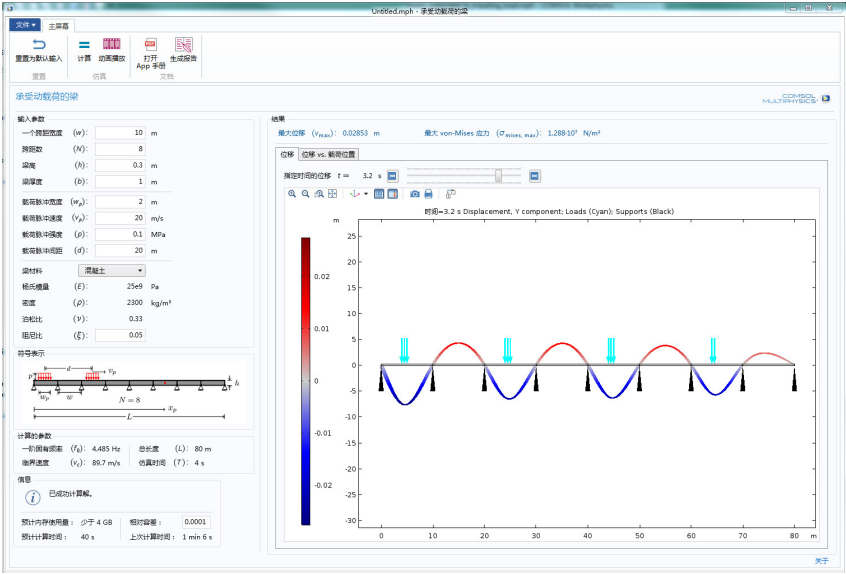 Untitled.mph - 承受动载荷的梁
文件▼ 主屏幕
重置为默认输入 计算 动画播放 打开 App 手册 生成报告
重置 仿真 文档
承受动载荷的梁
COMSOL
MULTIPHYSICS®
输入参数
一个跨距宽度 (w): 10 m
跨距数 (N): 8
梁高 (h): 0.3 m
梁厚度 (b): 1 m
载荷脉冲宽度 (wp): 2 m
载荷脉冲速度 (vp): 20 m/s
载荷脉冲强度 (p): 0.1 MPa
载荷脉冲间距 (d): 20 m
梁材料 混凝土
杨氏模量 (E): 25e9 Pa
密度 (ρ): 2300 kg/m³
泊松比 (ν): 0.33
阻尼比 (ξ): 0.05
符号表示
d
p vp
h
wp w N = 8
xp
L
计算的参数
一阶固有频率 (f0): 4.485 Hz 总长度 (L): 80 m
临界速度 (vc): 89.7 m/s 仿真时间 (T): 4 s
信息
已成功计算解。
预计内存使用量： 少于 4 GB 相对容差： 0.0001
预计计算时间： 40 s 上次计算时间： 1 min 6 s
结果
最大位移 (vmax): 0.02853 m 最大 von-Mises 应力 (σmises, max): 1.288·10⁷ N/m²
位移 位移 vs. 载荷位置
指定时间的位移 t = 3.2 s
时间=3.2 s Displacement, Y component; Loads (Cyan); Supports (Black)
m
m
25
20
15
10
5
0
-5
-10
-15
-20
-25
-30
0.02
0.01
0
-0.01
-0.02
0 10 20 30 40 50 60 70 80 m
关于